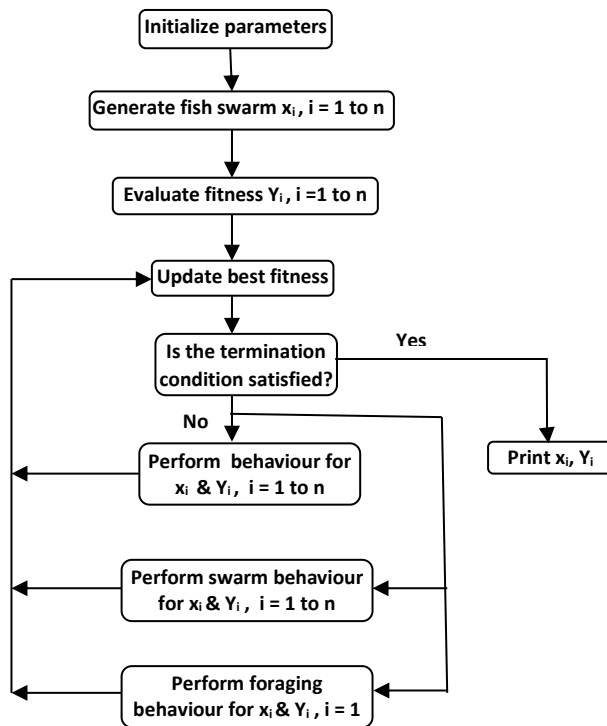 Initialize parameters
Generate fish swarm xᵢ, i = 1 to n
Evaluate fitness Yᵢ, i =1 to n
Update best fitness
Is the termination
condition satisfied?
Yes
No
Perform behaviour for
xᵢ & Yᵢ, i = 1 to n
Print xᵢ, Yᵢ
Perform swarm behaviour
for xᵢ & Yᵢ , i = 1 to n
Perform foraging
behaviour for xᵢ & Yᵢ, i = 1